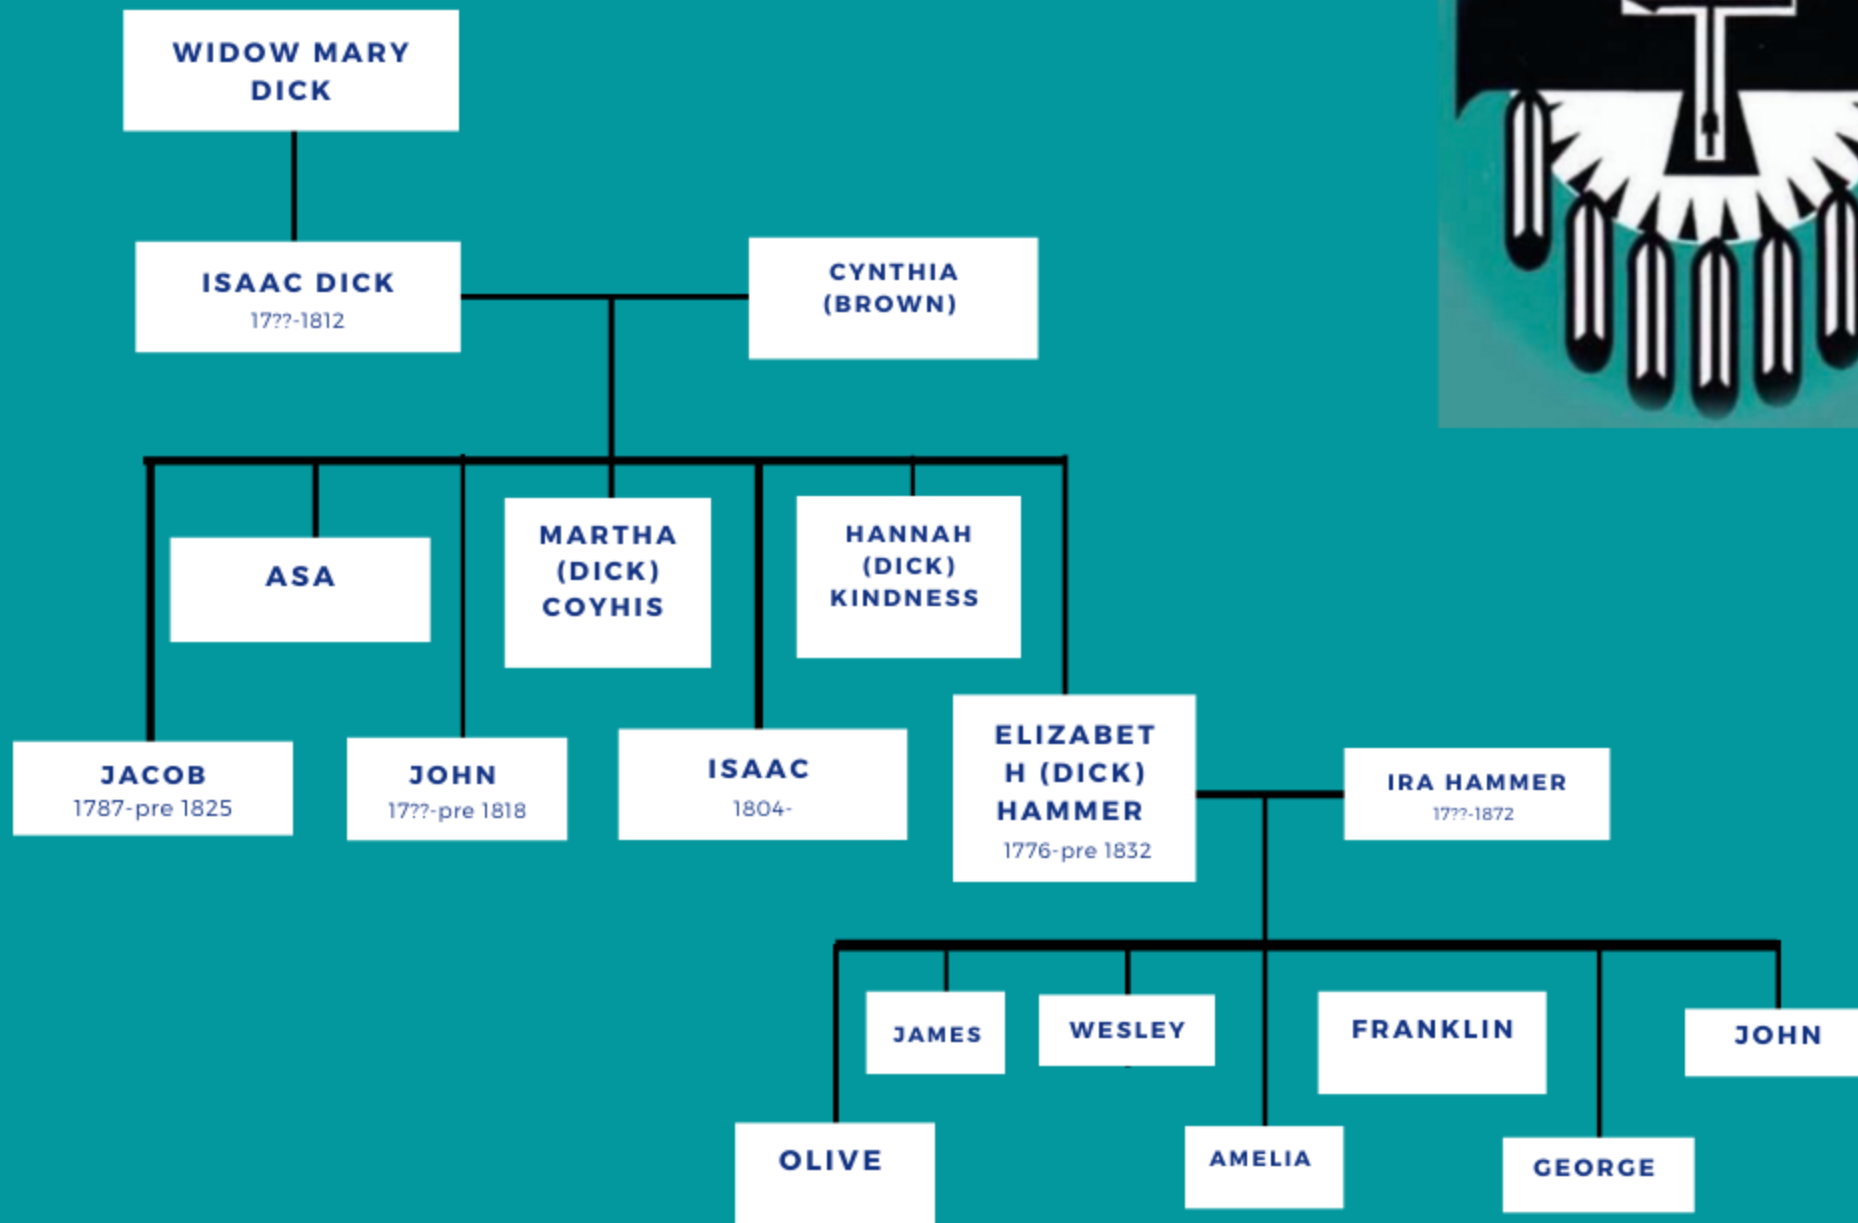 WIDOW MARY
DICK
ISAAC DICK
17??-1812
CYNTHIA
(BROWN)
ASA
MARTHA
(DICK)
COYHIS
HANNAH
(DICK)
KINDNESS
JACOB
1787-pre 1825
JOHN
17??-pre 1818
ISAAC
1804-
ELIZABET
H (DICK)
HAMMER
1776-pre 1832
IRA HAMMER
17??-1872
JAMES
WESLEY
FRANKLIN
JOHN
OLIVE
AMELIA
GEORGE